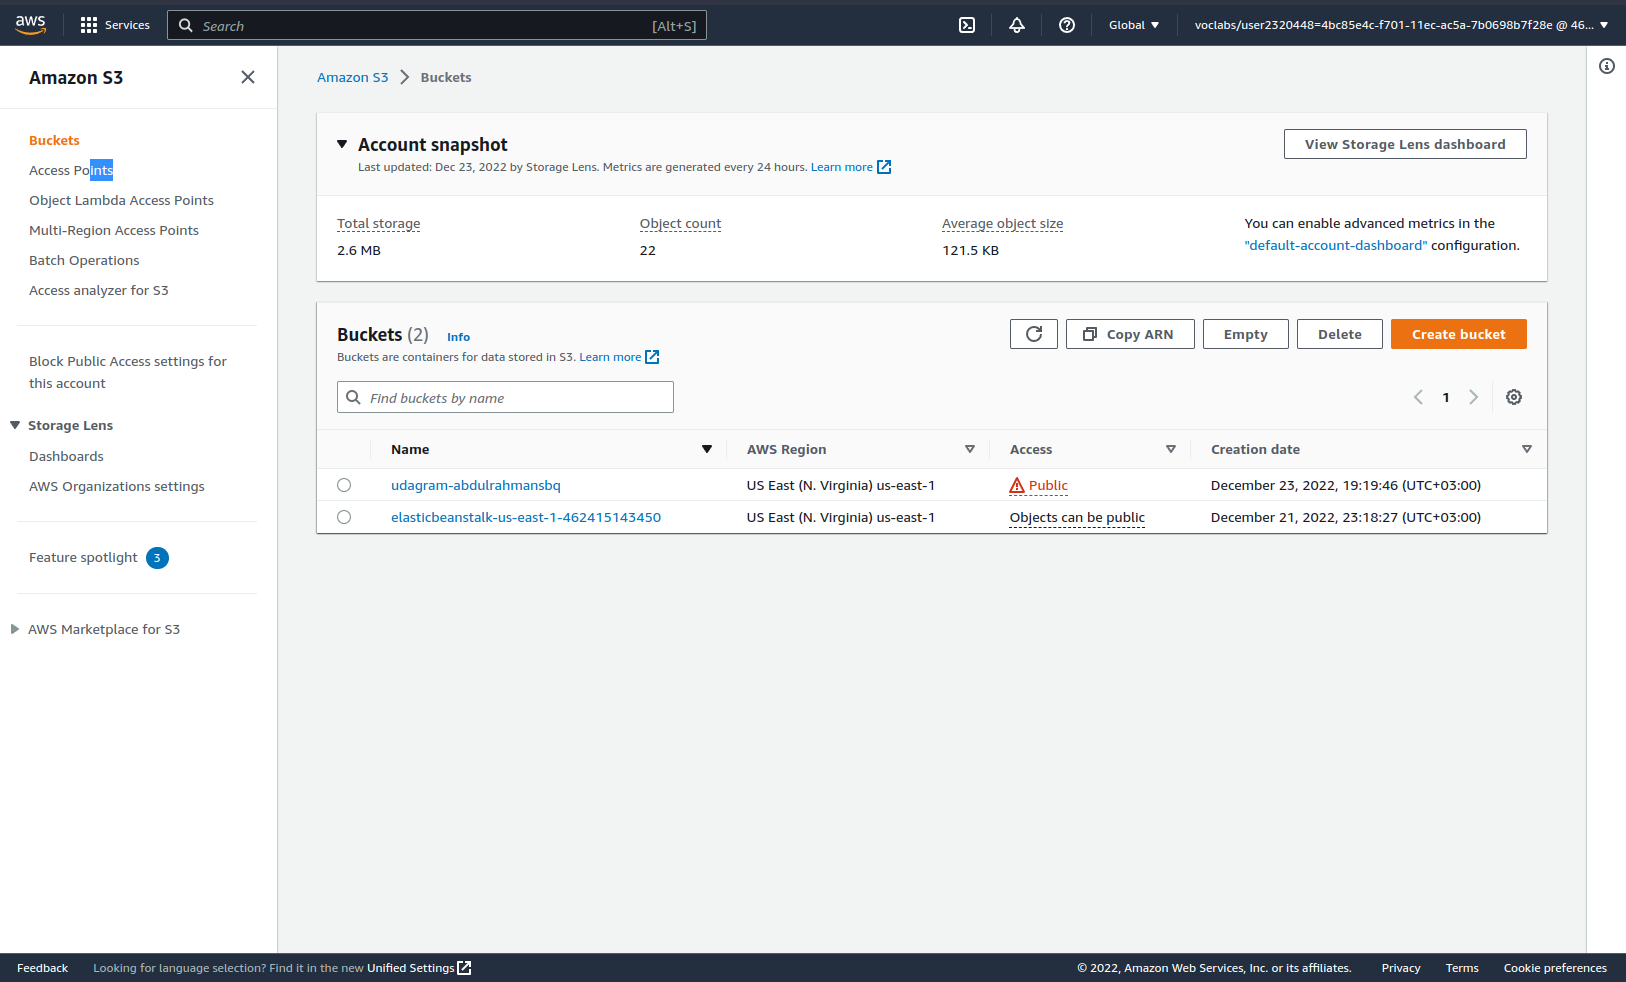 aws
Services
Search [Alt+S]
Global
voclabs/user2320448=4bc85e4c-f701-11ec-ac5a-7b0698b7f28e @ 46...
Amazon S3
Buckets
Access Points
Object Lambda Access Points
Multi-Region Access Points
Batch Operations
Access analyzer for S3
Block Public Access settings for
this account
Storage Lens
Dashboards
AWS Organizations settings
Feature spotlight 3
AWS Marketplace for S3
Amazon S3 > Buckets
Account snapshot
View Storage Lens dashboard
Last updated: Dec 23, 2022 by Storage Lens. Metrics are generated every 24 hours. Learn more
Total storage
2.6 MB
Object count
22
Average object size
121.5 KB
You can enable advanced metrics in the
"default-account-dashboard" configuration.
Buckets (2) Info
Buckets are containers for data stored in S3. Learn more
Copy ARN
Empty
Delete
Create bucket
Find buckets by name
1
Name AWS Region Access Creation date
udagram-abdulrahmansbq US East (N. Virginia) us-east-1 Public December 23, 2022, 19:19:46 (UTC+03:00)
elasticbeanstalk-us-east-1-462415143450 US East (N. Virginia) us-east-1 Objects can be public December 21, 2022, 23:18:27 (UTC+03:00)
Feedback
Looking for language selection? Find it in the new Unified Settings
© 2022, Amazon Web Services, Inc. or its affiliates.
Privacy
Terms
Cookie preferences